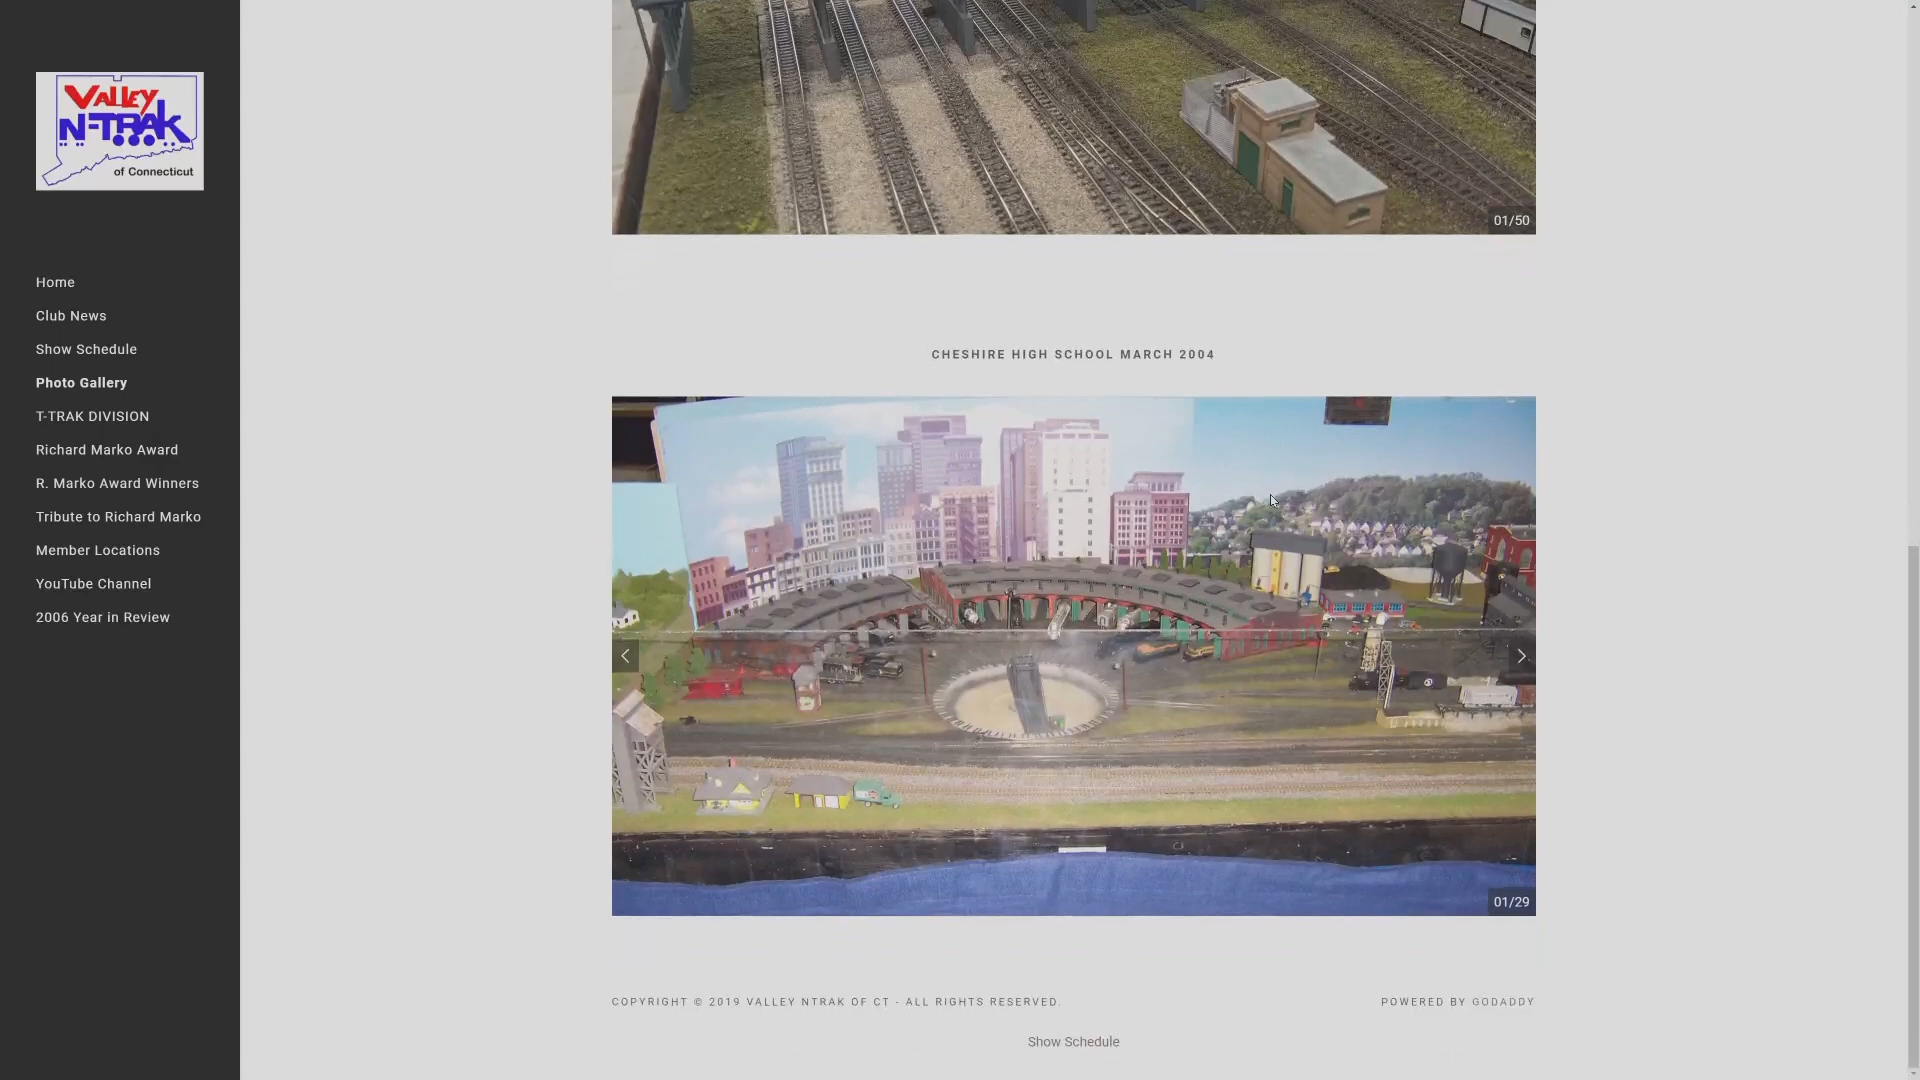 VALLEY
N-TRAK
of Connecticut
Home
Club News
Show Schedule
Photo Gallery
T-TRAK DIVISION
Richard Marko Award
R. Marko Award Winners
Tribute to Richard Marko
Member Locations
YouTube Channel
2006 Year in Review
01/50
CHESHIRE HIGH SCHOOL MARCH 2004
01/29
COPYRIGHT © 2019 VALLEY NTRAK OF CT - ALL RIGHTS RESERVED.
POWERED BY GODADDY
Show Schedule